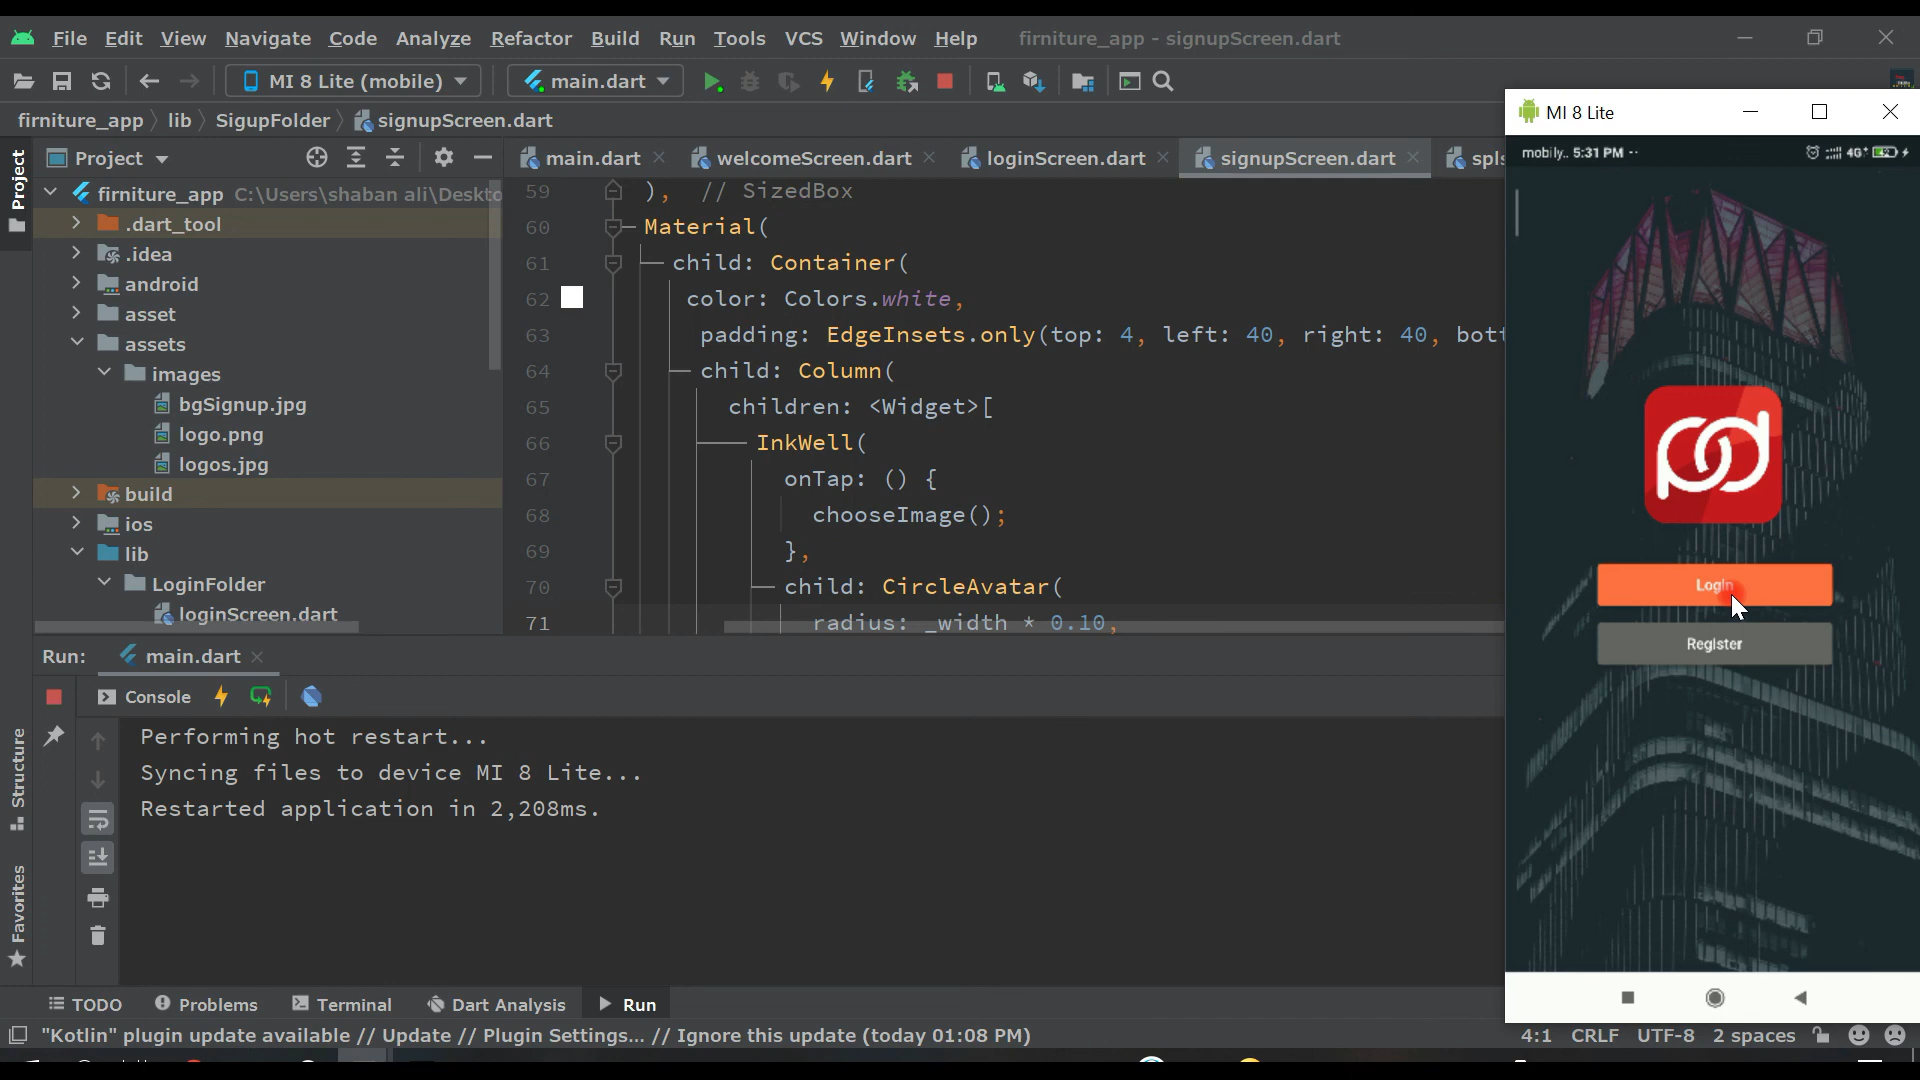 File Edit View Navigate Code Analyze Refactor Build Run Tools VCS Window Help firniture_app - signupScreen.dart
MI 8 Lite (mobile) main.dart
firniture_app lib SigupFolder signupScreen.dart
Project
Project
main.dart welcomeScreen.dart loginScreen.dart signupScreen.dart spls
firniture_app C:\Users\shaban ali\Deskto
.dart_tool
.idea
android
asset
assets
images
bgSignup.jpg
logo.png
logos.jpg
build
ios
lib
LoginFolder
loginScreen.dart
59 ), // SizedBox
60 Material(
61 child: Container(
62 color: Colors.white,
63 padding: EdgeInsets.only(top: 4, left: 40, right: 40, bott
64 child: Column(
65 children: <Widget>[
66 InkWell(
67 onTap: () {
68 chooseImage();
69 },
70 child: CircleAvatar(
71 radius: _width * 0.10,
Run: main.dart
Console
Performing hot restart...
Syncing files to device MI 8 Lite...
Restarted application in 2,208ms.
Structure
Favorites
TODO Problems Terminal Dart Analysis Run
"Kotlin" plugin update available // Update // Plugin Settings... // Ignore this update (today 01:08 PM)
4:1 CRLF UTF-8 2 spaces
MI 8 Lite
mobily.. 5:31 PM ··
4G+
Login
Register